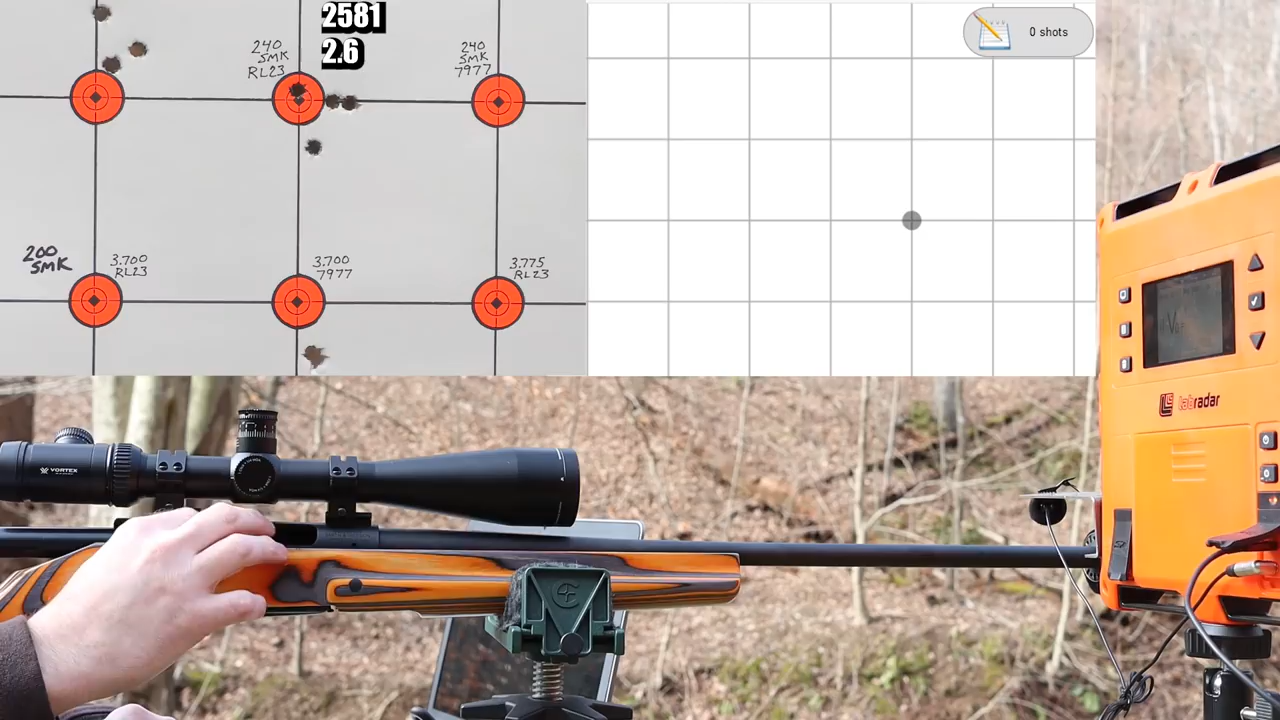 2581
2.6
240
SMK
RL23
240
SMK
7977
0 shots
200
SMK
3.700
RL23
3.700
7977
3.775
RL23
labradar
VORTEX